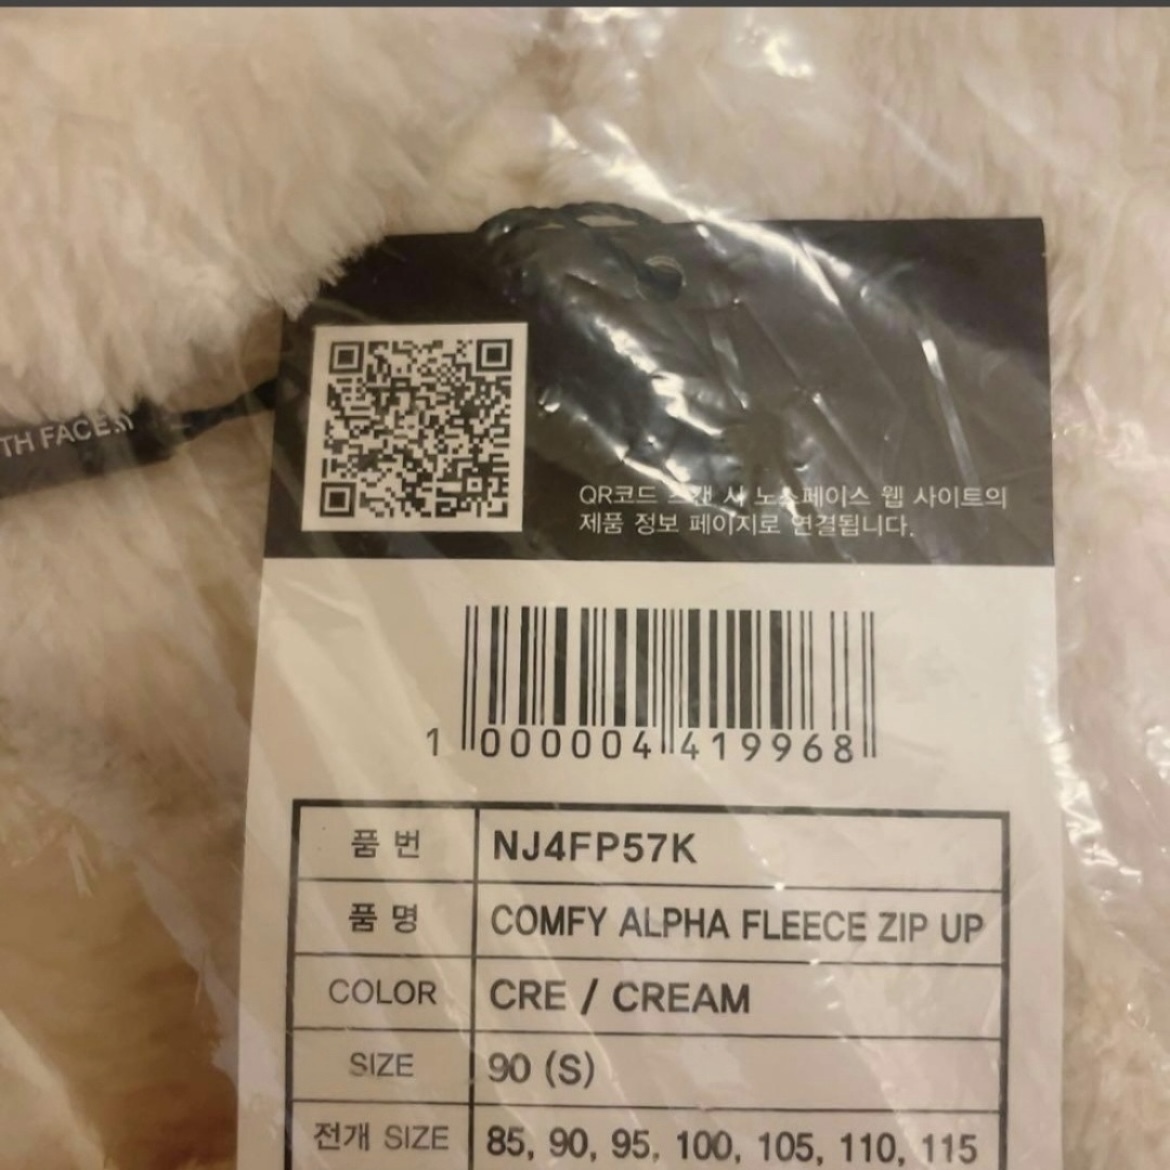 TH FACE
QR코드 스캔 시 노스페이스 웹 사이트의
제품 정보 페이지로 연결됩니다.
1 000004 419968
품 번 NJ4FP57K
품 명 COMFY ALPHA FLEECE ZIP UP
COLOR CRE / CREAM
SIZE 90 (S)
전개 SIZE 85, 90, 95, 100, 105, 110, 115